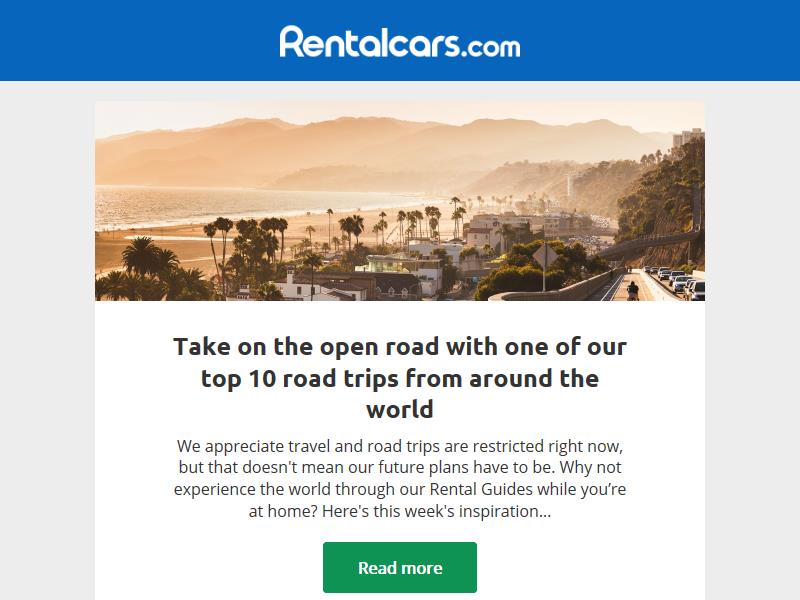 Rentalcars.com
Take on the open road with one of our
top 10 road trips from around the
world
We appreciate travel and road trips are restricted right now,
but that doesn't mean our future plans have to be. Why not
experience the world through our Rental Guides while you’re
at home? Here's this week's inspiration...
Read more